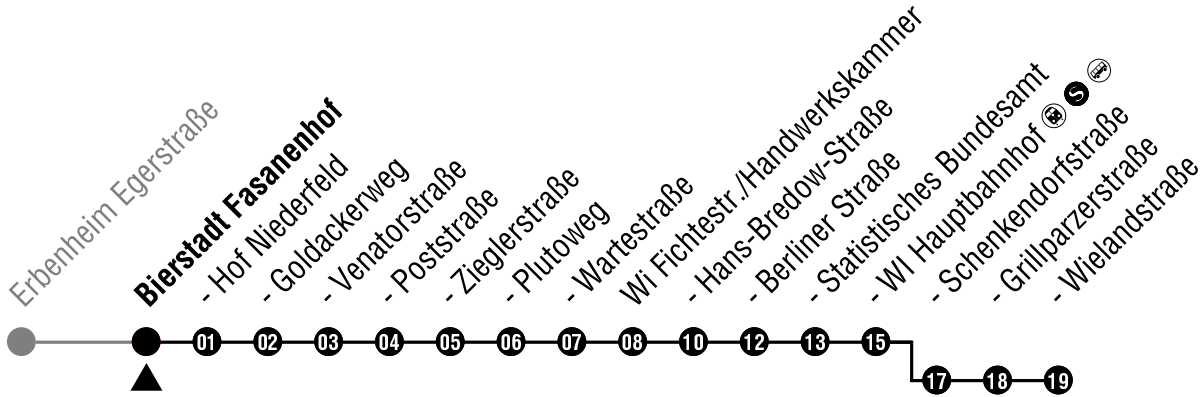 Erbenheim Egerstraße
Bierstadt Fasanenhof
- Hof Niederfeld
- Goldackerweg
- Venatorstraße
- Poststraße
- Zieglerstraße
- Plutoweg
- Wartestraße
Wi Fichtestr./Handwerkskammer
- Hans-Bredow-Straße
- Berliner Straße
- Statistisches Bundesamt
- WI Hauptbahnhof S
- Schenkendorfstraße
- Grillparzerstraße
- Wielandstraße
01 02 03 04 05 06 07 08 10 12 13 15
17 18 19